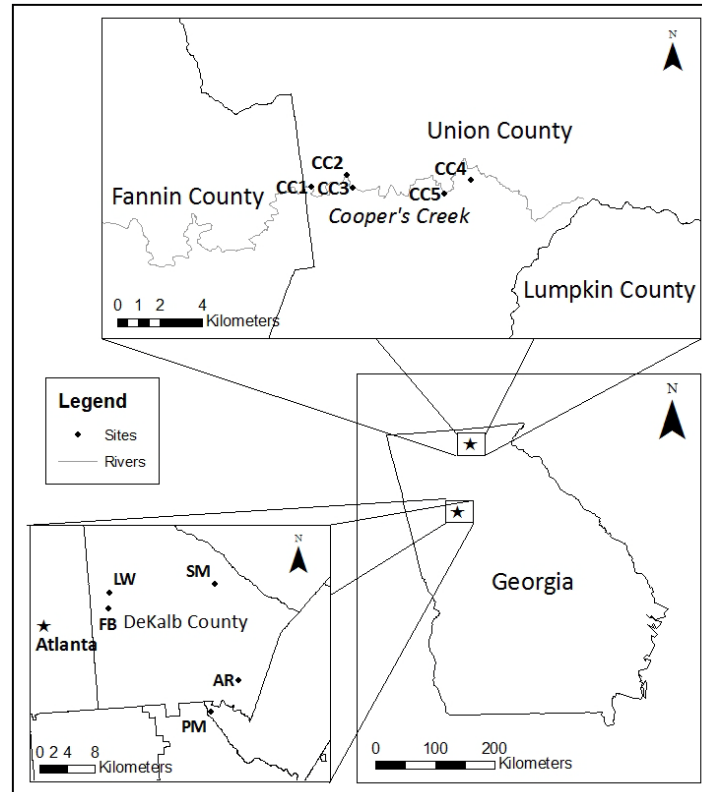 N
Union County
CC2
CC4
Fannin County
CC1
CC3
CC5
Cooper's Creek
Lumpkin County
0 1 2 4
Kilometers
Legend
Sites
Rivers
N
Georgia
0 100 200
Kilometers
N
LW
SM
FB
DeKalb County
Atlanta
AR
PM
0 2 4 8
Kilometers